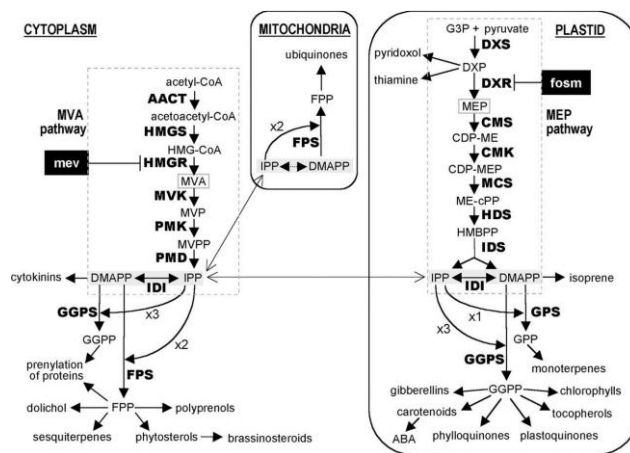 CYTOPLASM
MVA
pathway
mev
acetyl-CoA
AACT
acetoacetyl-CoA
HMGS
HMG-CoA
HMGR
MVA
MVK
MVP
PMK
MVPP
PMD
cytokinins
DMAPP
IDI
IPP
GGPS
x3
x2
GGPP
FPS
prenylation
of proteins
dolichol
FPP
polyprenols
sesquiterpenes
phytosterols
brassinosteroids
MITOCHONDRIA
ubiquinones
FPP
x2
FPS
IPP
DMAPP
PLASTID
G3P + pyruvate
DXS
pyridoxol
DXP
thiamine
DXR
fosm
MEP
MEP
pathway
CMS
CDP-ME
CMK
CDP-MEP
MCS
ME-cPP
HDS
HMBPP
IDS
IPP
IDI
DMAPP
isoprene
x3
x1
GPS
GPP
GGPS
monoterpenes
gibberellins
GGPP
chlorophylls
carotenoids
tocopherols
ABA
phylloquinones
plastoquinones